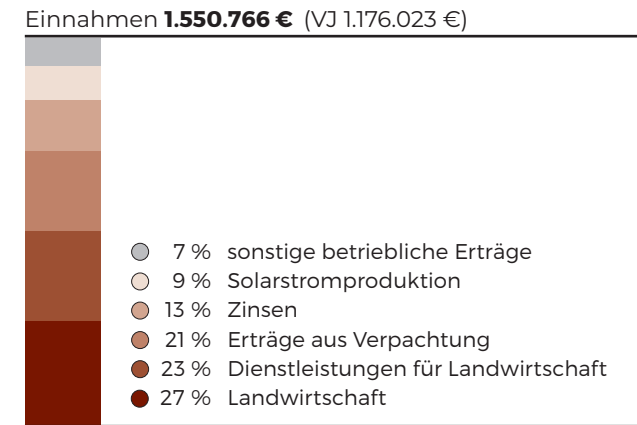 Einnahmen 1.550.766 € (VJ 1.176.023 €)
7 % sonstige betriebliche Erträge
9 % Solarstromproduktion
13 % Zinsen
21 % Erträge aus Verpachtung
23 % Dienstleistungen für Landwirtschaft
27 % Landwirtschaft